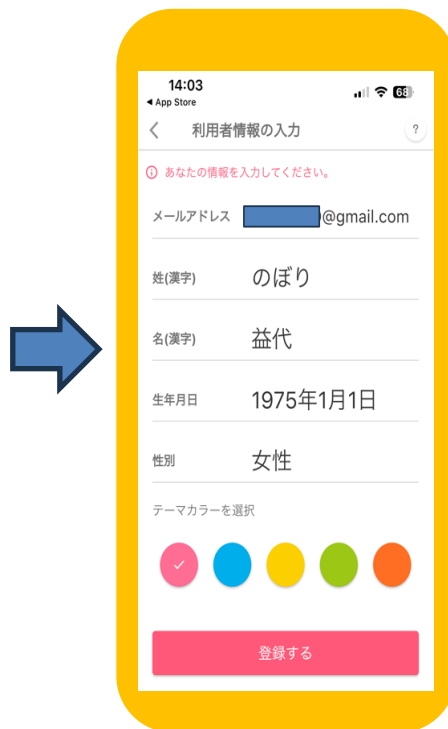 14:03
68
◀ App Store
利用者情報の入力
?
あなたの情報を入力してください。
メールアドレス @gmail.com
姓(漢字) のぼり
名(漢字) 益代
生年月日 1975年1月1日
性別 女性
テーマカラーを選択
登録する